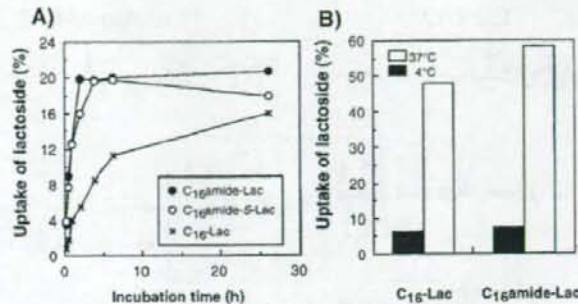 A)
Uptake of lactoside (%)
24
20
16
12
8
4
0
C16amide-Lac
C16amide-S-Lac
C16-Lac
0 10 20 30
Incubation time (h)
B)
Uptake of lactoside (%)
60
50
40
30
20
10
0
37°C
4°C
C16-Lac C16amide-Lac